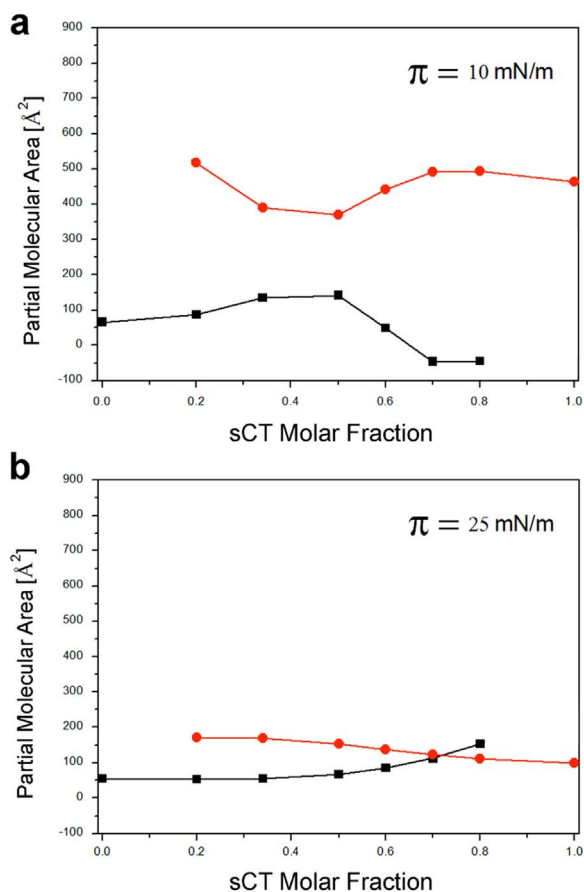 a
π = 10 mN/m
Partial Molecular Area [Å²]
900
800
700
600
500
400
300
200
100
0
-100
0.0 0.2 0.4 0.6 0.8 1.0
sCT Molar Fraction
b
π = 25 mN/m
Partial Molecular Area [Å²]
900
800
700
600
500
400
300
200
100
0
-100
0.0 0.2 0.4 0.6 0.8 1.0
sCT Molar Fraction